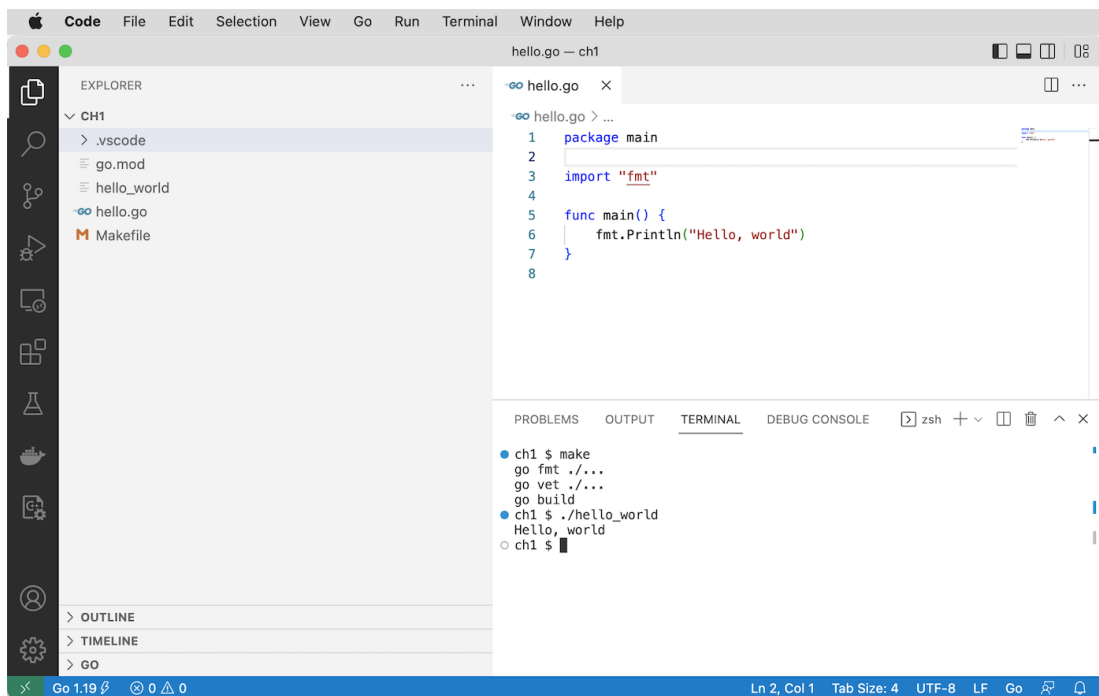 Code File Edit Selection View Go Run Terminal Window Help
hello.go — ch1
EXPLORER ...
CH1
.vscode
go.mod
hello_world
GO hello.go
M Makefile
OUTLINE
TIMELINE
GO
GO hello.go
GO hello.go > ...
1 package main
2
3 import "fmt"
4
5 func main() {
6 fmt.Println("Hello, world")
7 }
8
PROBLEMS OUTPUT TERMINAL DEBUG CONSOLE zsh
ch1 $ make
go fmt ./...
go vet ./...
go build
ch1 $ ./hello_world
Hello, world
ch1 $
Go 1.19 0 0 Ln 2, Col 1 Tab Size: 4 UTF-8 LF Go